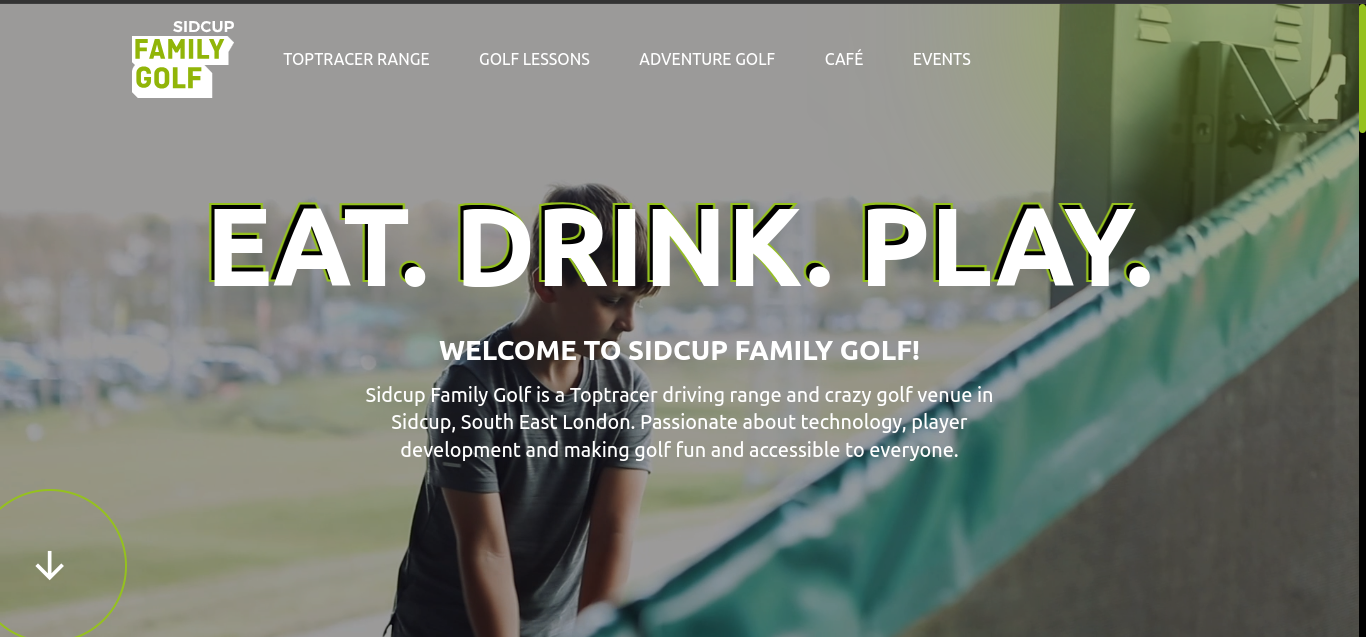 SIDCUP
FAMILY
GOLF
TOPTRACER RANGE
GOLF LESSONS
ADVENTURE GOLF
CAFÉ
EVENTS
EAT. DRINK. PLAY.
WELCOME TO SIDCUP FAMILY GOLF!
Sidcup Family Golf is a Toptracer driving range and crazy golf venue in
Sidcup, South East London. Passionate about technology, player
development and making golf fun and accessible to everyone.